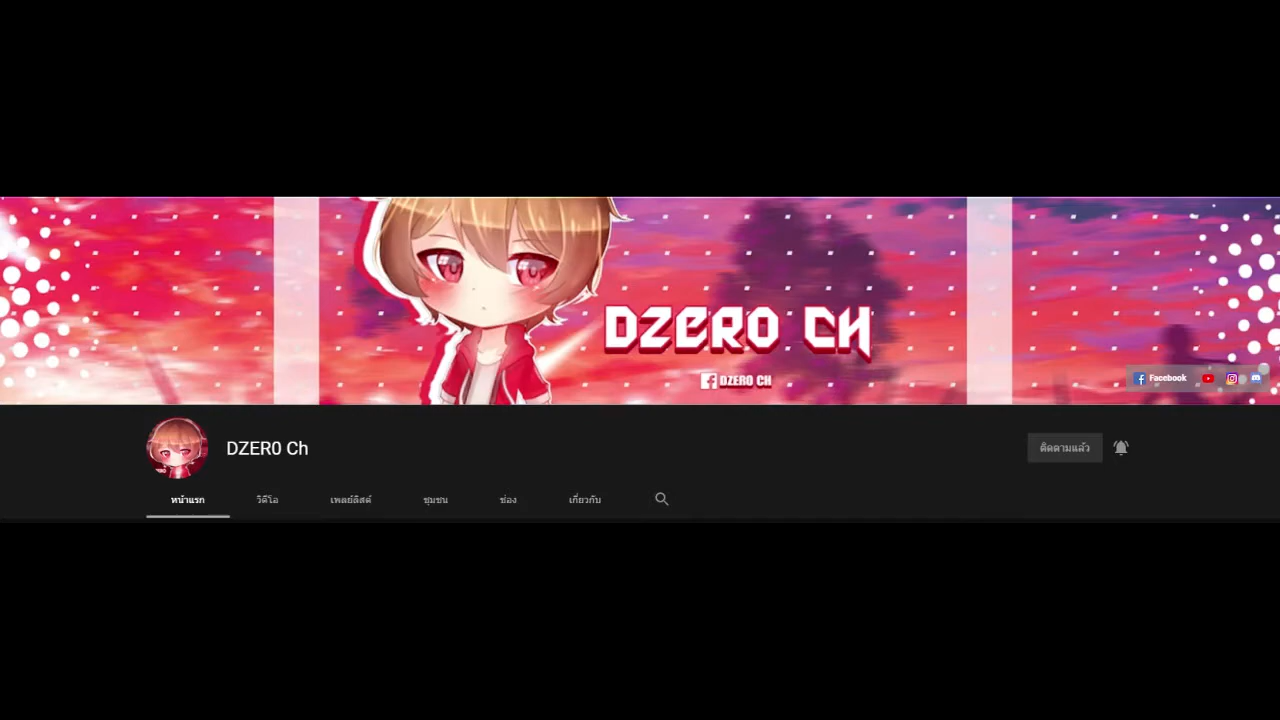 DZERO CH
DZERO CH
Facebook
DZER0 Ch
ติดตามแล้ว
หน้าแรก วิดีโอ เพลย์ลิสต์ ชุมชน ช่อง เกี่ยวกับ